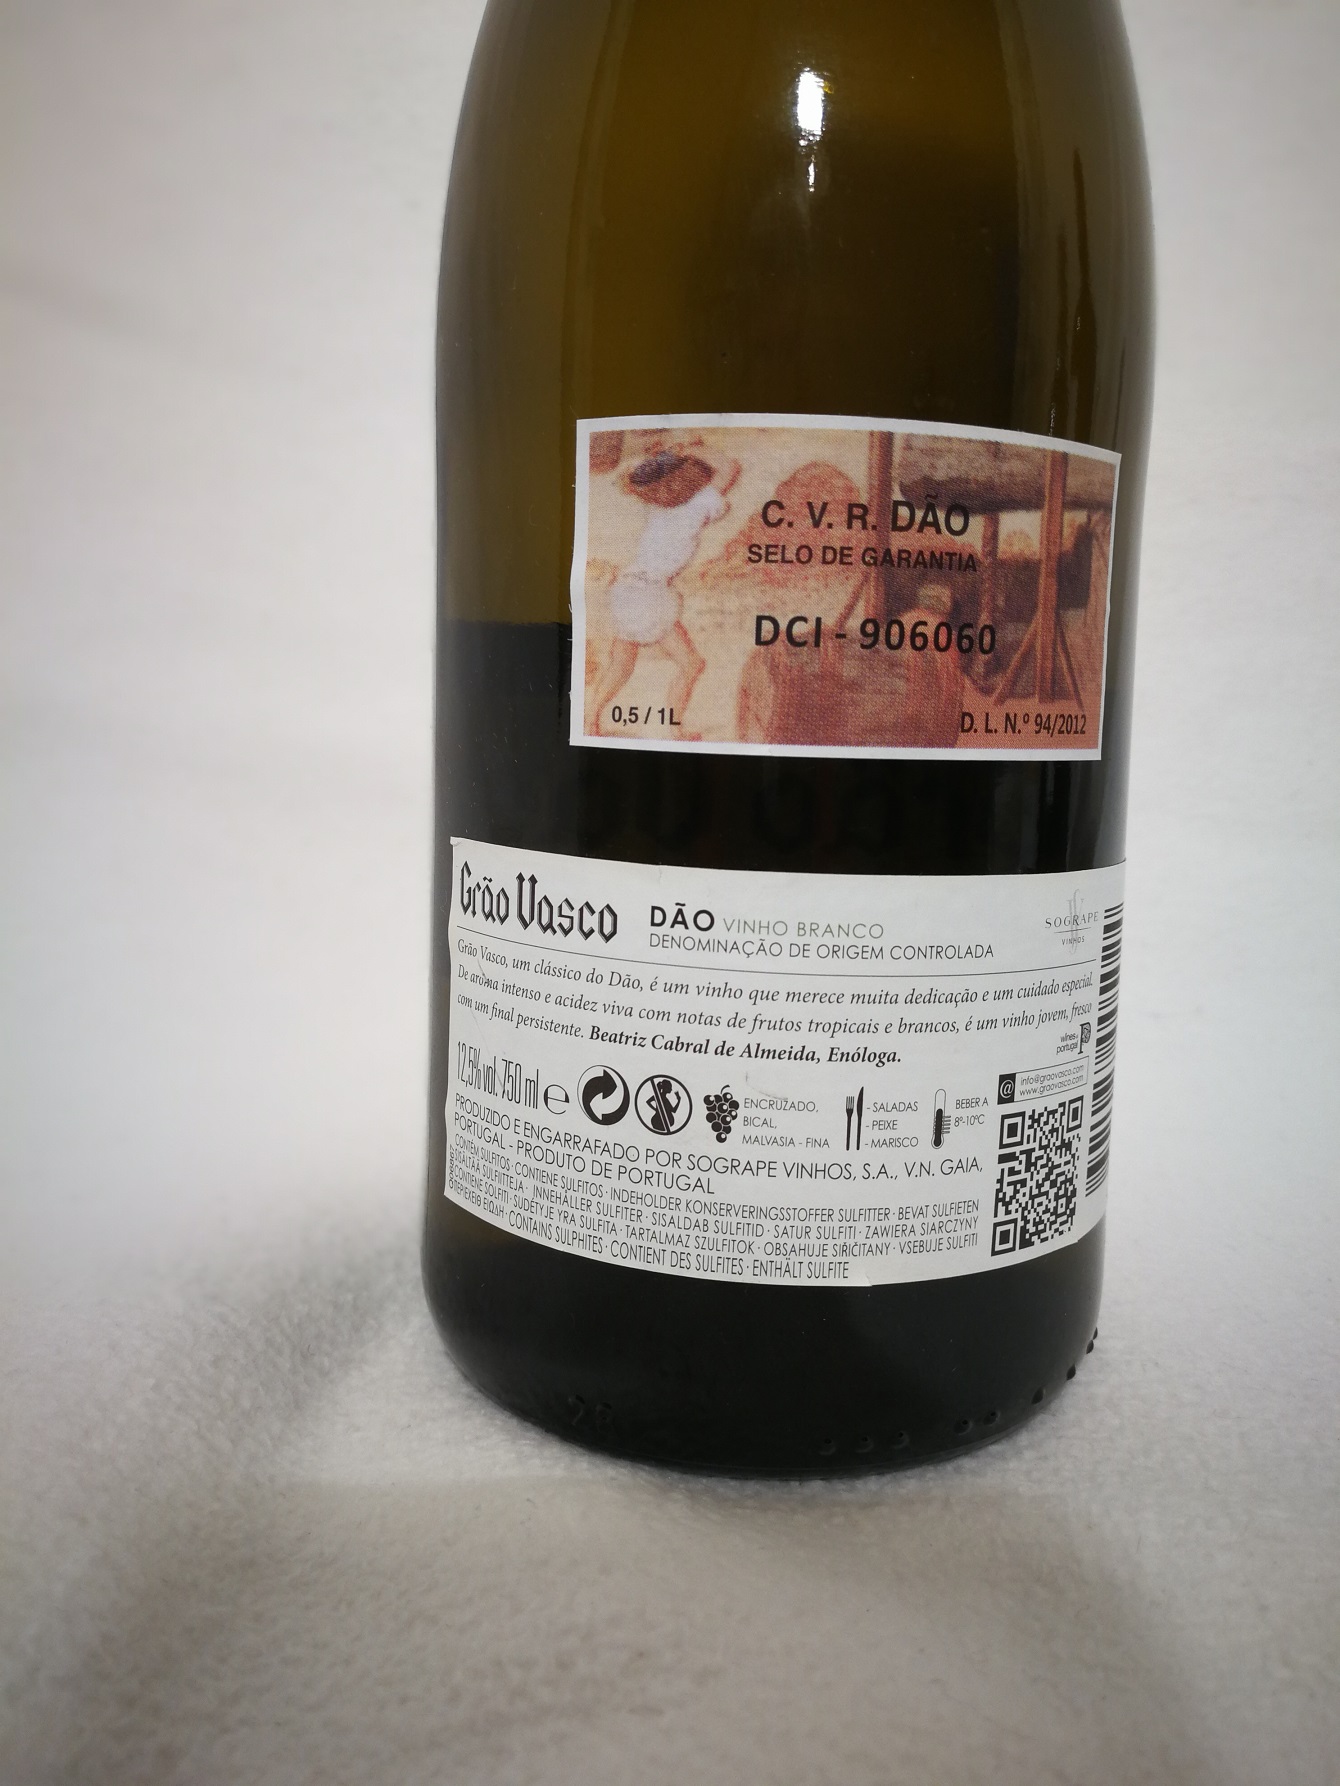 C. V. R. DÃO
SELO DE GARANTIA
DCI - 906060
0,5 / 1L
D. L. N.º 94/2012
Grão Vasco
DÃO VINHO BRANCO
DENOMINAÇÃO DE ORIGEM CONTROLADA
SOGRAPE
VINHOS
Grão Vasco, um clássico do Dão, é um vinho que merece muita dedicação e um cuidado especial.
De aroma intenso e acidez viva com notas de frutos tropicais e brancos, é um vinho jovem, fresco
com um final persistente. Beatriz Cabral de Almeida, Enóloga.
wines of
portugal
12,5% vol. 750 ml e
ENCRUZADO,
BICAL,
MALVASIA - FINA
- SALADAS
- PEIXE
- MARISCO
BEBER A
8º-10ºC
@ info@graovasco.com
www.graovasco.com
PRODUZIDO E ENGARRAFADO POR SOGRAPE VINHOS, S.A., V.N. GAIA,
PORTUGAL - PRODUTO DE PORTUGAL
CONTÉM SULFITOS · CONTIENE SULFITOS · INDEHOLDER KONSERVERINGSSTOFFER SULFITTER · BEVAT SULFIETEN
SISÄLTÄÄ SULFIITTEJA · INNEHÅLLER SULFITER · SISALDAB SULFITID · SATUR SULFITI · ZAWIERA SIARCZYNY
CONTIENE SOLFITI · SUDĖTYJE YRA SULFITA · TARTALMAZ SZULFITOK · OBSAHUJE SIŘIČITANY · VSEBUJE SULFITI
CONTAINS SULPHITES · CONTIENT DES SULFITES · ENTHÄLT SULFITE